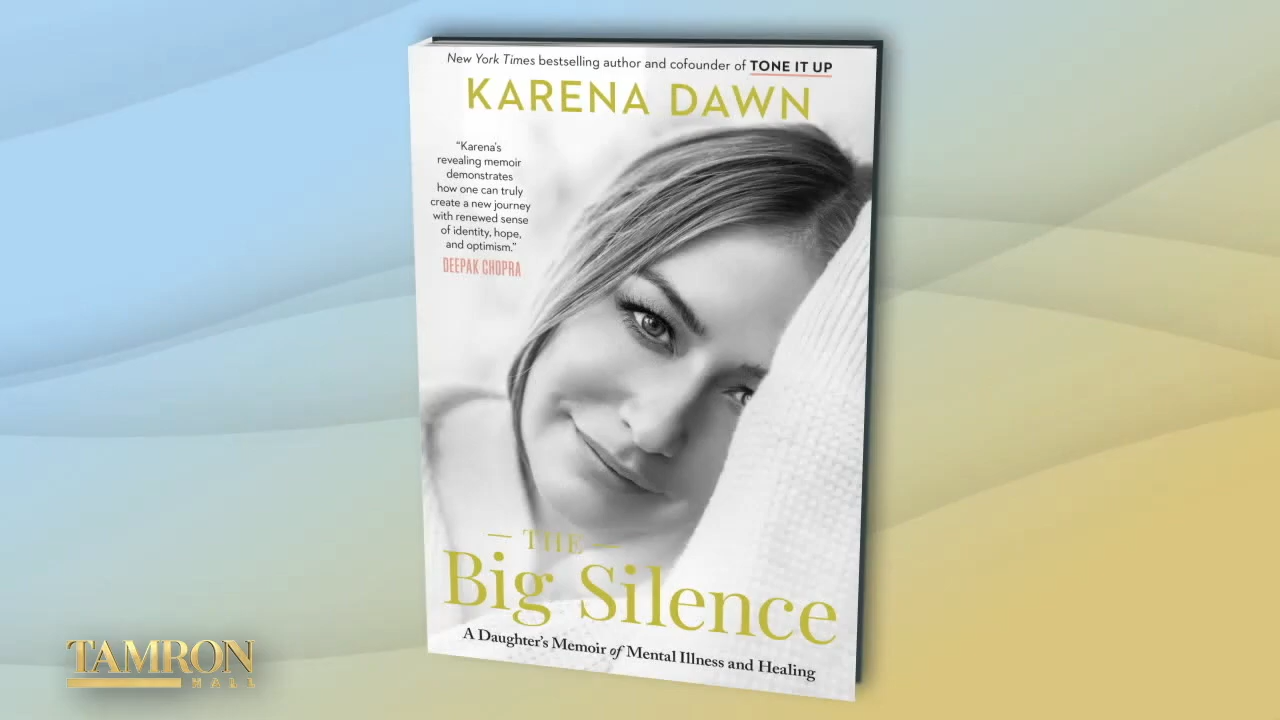 New York Times bestselling author and cofounder of TONE IT UP
KARENA DAWN
"Karena's
revealing memoir
demonstrates
how one can truly
create a new journey
with renewed sense
of identity, hope,
and optimism."
DEEPAK CHOPRA
— THE —
Big Silence
A Daughter's Memoir of Mental Illness and Healing
TAMRON
HALL